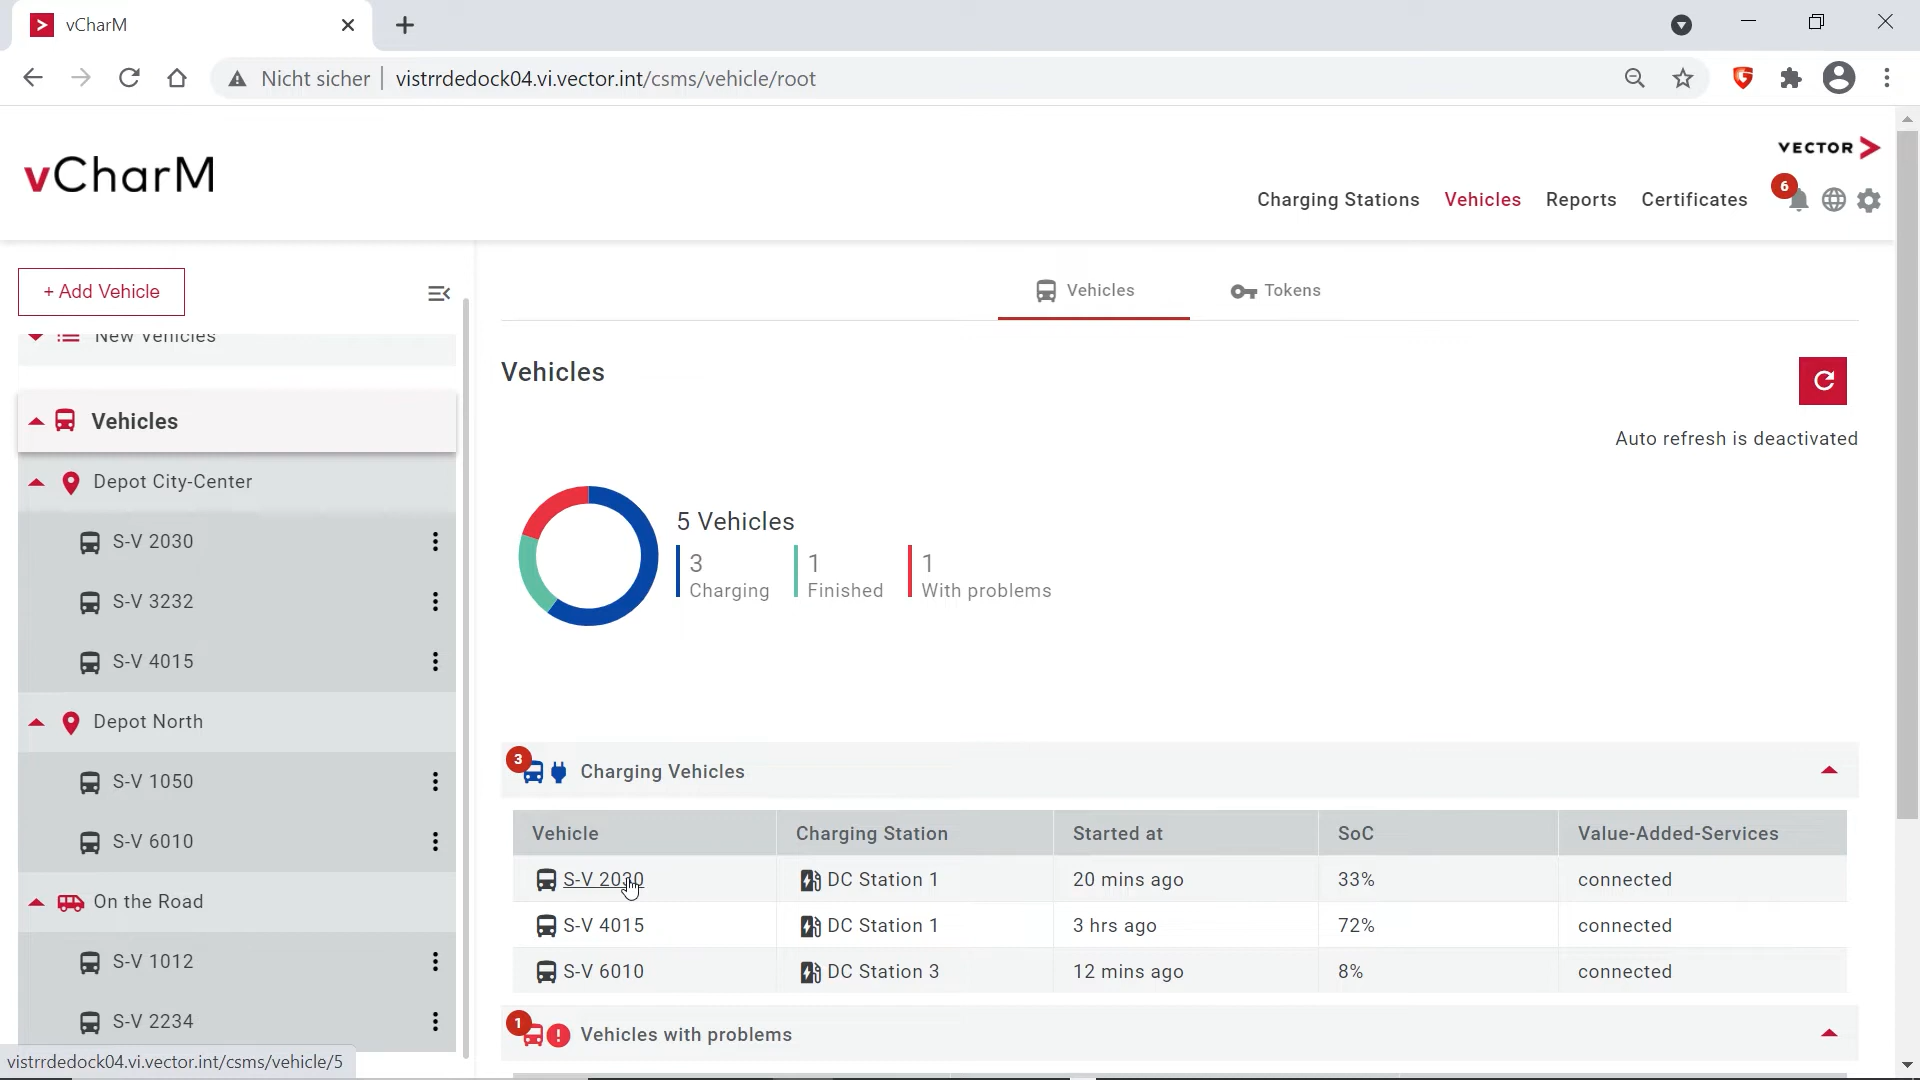 vCharM
Nicht sicher
vistrrdedock04.vi.vector.int/csms/vehicle/root
VECTOR
vCharM
Charging Stations
Vehicles
Reports
Certificates
6
+ Add Vehicle
New Vehicles
Vehicles
Depot City-Center
S-V 2030
S-V 3232
S-V 4015
Depot North
S-V 1050
S-V 6010
On the Road
S-V 1012
S-V 2234
vistrrdedock04.vi.vector.int/csms/vehicle/5
Vehicles
Tokens
Vehicles
Auto refresh is deactivated
5 Vehicles
3
Charging
1
Finished
1
With problems
3
Charging Vehicles
Vehicle Charging Station Started at SoC Value-Added-Services
S-V 2030 DC Station 1 20 mins ago 33% connected
S-V 4015 DC Station 1 3 hrs ago 72% connected
S-V 6010 DC Station 3 12 mins ago 8% connected
1
Vehicles with problems